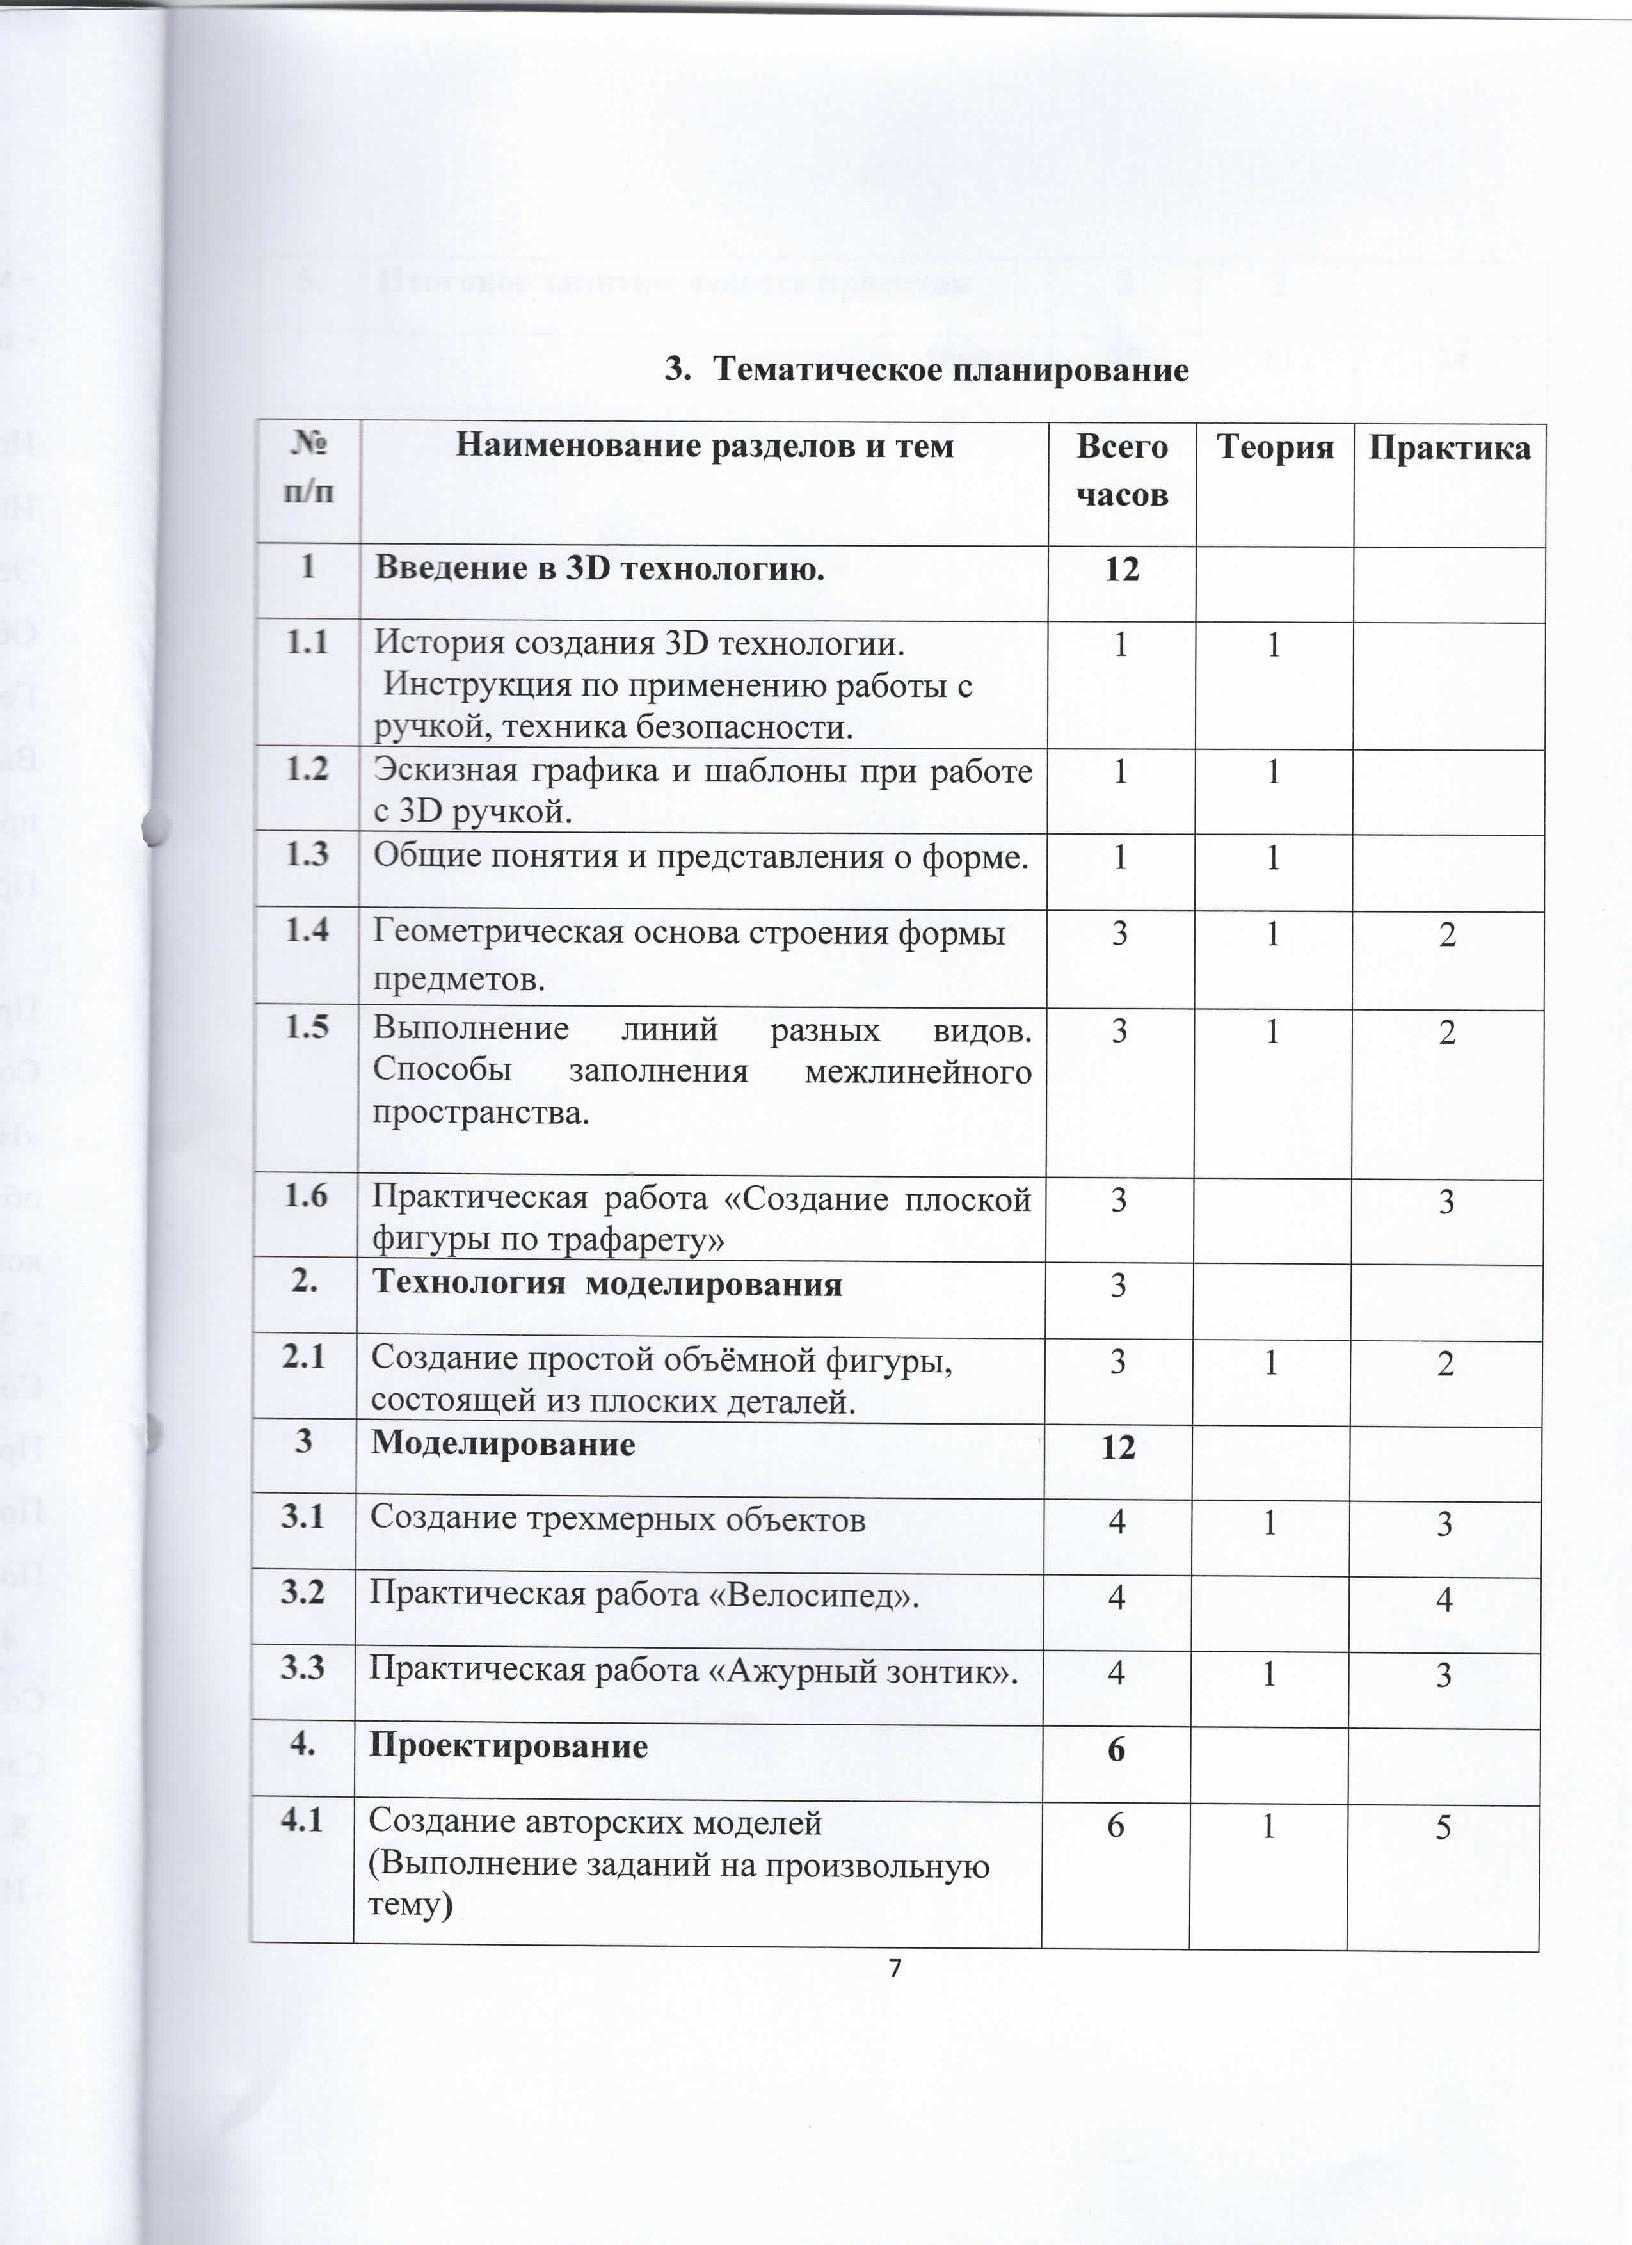 3. Тематическое планирование
№ Наименование разделов и тем Всего Теория Практика
п/п часов
1 Введение в 3D технологию. 12
1.1 История создания 3D технологии. 1 1
Инструкция по применению работы с
ручкой, техника безопасности.
1.2 Эскизная графика и шаблоны при работе 1 1
с 3D ручкой.
1.3 Общие понятия и представления о форме. 1 1
1.4 Геометрическая основа строения формы 3 1 2
предметов.
1.5 Выполнение линий разных видов. 3 1 2
Способы заполнения межлинейного
пространства.
1.6 Практическая работа «Создание плоской 3 3
фигуры по трафарету»
2. Технология моделирования 3
2.1 Создание простой объёмной фигуры, 3 1 2
состоящей из плоских деталей.
3 Моделирование 12
3.1 Создание трехмерных объектов 4 1 3
3.2 Практическая работа «Велосипед». 4 4
3.3 Практическая работа «Ажурный зонтик». 4 1 3
4. Проектирование 6
4.1 Создание авторских моделей 6 1 5
(Выполнение заданий на произвольную
тему)
7